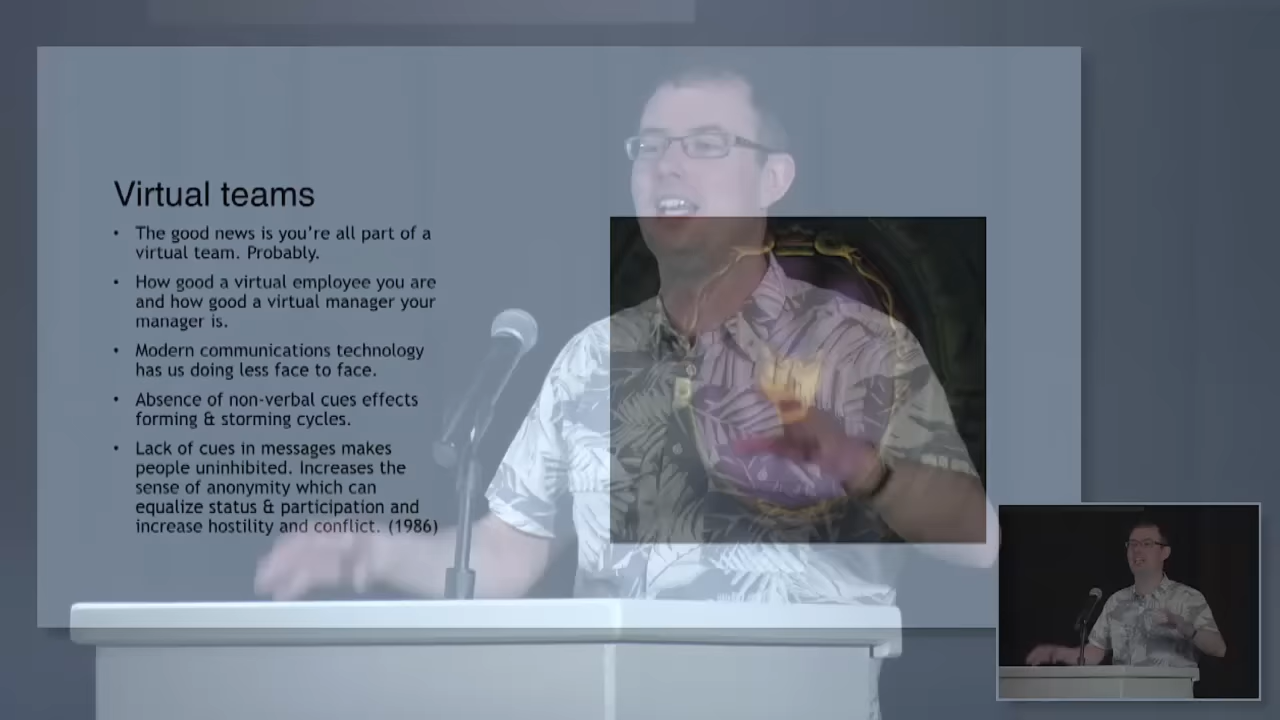 Virtual teams
• The good news is you're all part of a
virtual team. Probably.
• How good a virtual employee you are
and how good a virtual manager your
manager is.
• Modern communications technology
has us doing less face to face.
• Absence of non-verbal cues effects
forming & storming cycles.
• Lack of cues in messages makes
people uninhibited. Increases the
sense of anonymity which can
equalize status & participation and
increase hostility and conflict. (1986)